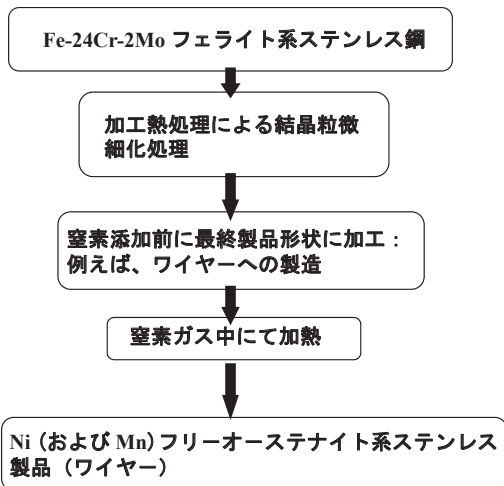 Fe-24Cr-2Mo フェライト系ステンレス鋼
加工熱処理による結晶粒微
細化処理
窒素添加前に最終製品形状に加工：
例えば、ワイヤーへの製造
窒素ガス中にて加熱
Ni（および Mn）フリーオーステナイト系ステンレス
製品（ワイヤー）